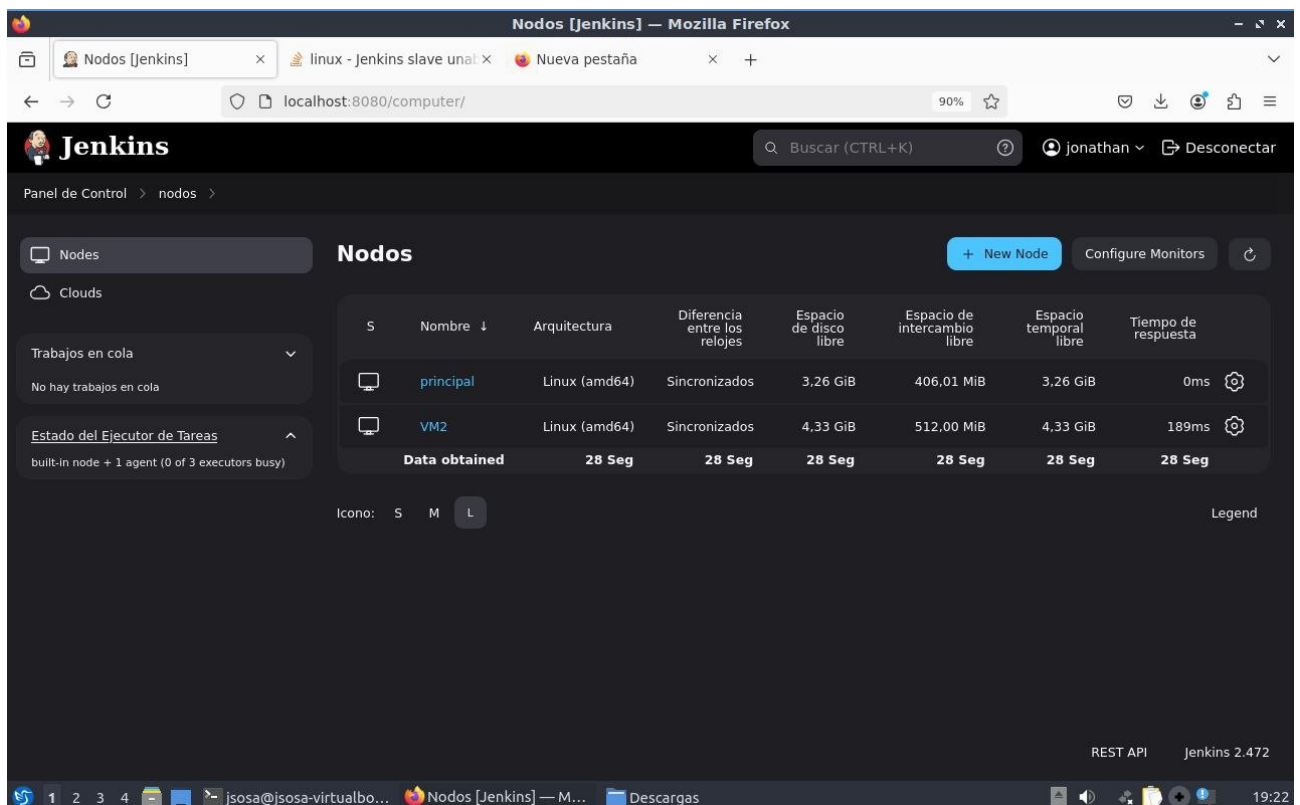 Nodos [Jenkins] — Mozilla Firefox
Nodos [Jenkins]
linux - Jenkins slave unab
Nueva pestaña
localhost:8080/computer/
90%
Jenkins
Buscar (CTRL+K)
jonathan
Desconectar
Panel de Control > nodos >
Nodes
Clouds
Trabajos en cola
No hay trabajos en cola
Estado del Ejecutor de Tareas
built-in node + 1 agent (0 of 3 executors busy)
Nodos
+ New Node
Configure Monitors
S Nombre ↓ Arquitectura Diferencia entre los relojes Espacio de disco libre Espacio de intercambio libre Espacio temporal libre Tiempo de respuesta
principal Linux (amd64) Sincronizados 3,26 GiB 406,01 MiB 3,26 GiB 0ms
VM2 Linux (amd64) Sincronizados 4,33 GiB 512,00 MiB 4,33 GiB 189ms
Data obtained 28 Seg 28 Seg 28 Seg 28 Seg 28 Seg 28 Seg
Icono: S M L
Legend
REST API Jenkins 2.472
1 2 3 4 jsosa@jsosa-virtualbo... Nodos [Jenkins] — M... Descargas 19:22